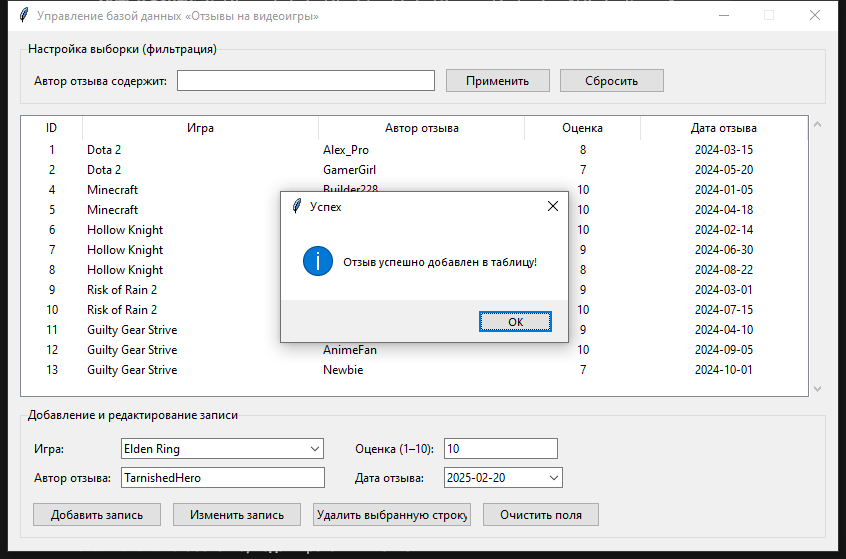 Управление базой данных «Отзывы на видеоигры»
Настройка выборки (фильтрация)
Автор отзыва содержит: Применить Сбросить
ID Игра Автор отзыва Оценка Дата отзыва
1 Dota 2 Alex_Pro 8 2024-03-15
2 Dota 2 GamerGirl 7 2024-05-20
4 Minecraft Builder228 10 2024-01-05
5 Minecraft 10 2024-04-18
6 Hollow Knight 10 2024-02-14
7 Hollow Knight 9 2024-06-30
8 Hollow Knight 8 2024-08-22
9 Risk of Rain 2 9 2024-03-01
10 Risk of Rain 2 10 2024-07-15
11 Guilty Gear Strive 9 2024-04-10
12 Guilty Gear Strive AnimeFan 10 2024-09-05
13 Guilty Gear Strive Newbie 7 2024-10-01
Успех
Отзыв успешно добавлен в таблицу!
OK
Добавление и редактирование записи
Игра: Elden Ring Оценка (1–10): 10
Автор отзыва: TarnishedHero Дата отзыва: 2025-02-20
Добавить запись Изменить запись Удалить выбранную строку Очистить поля